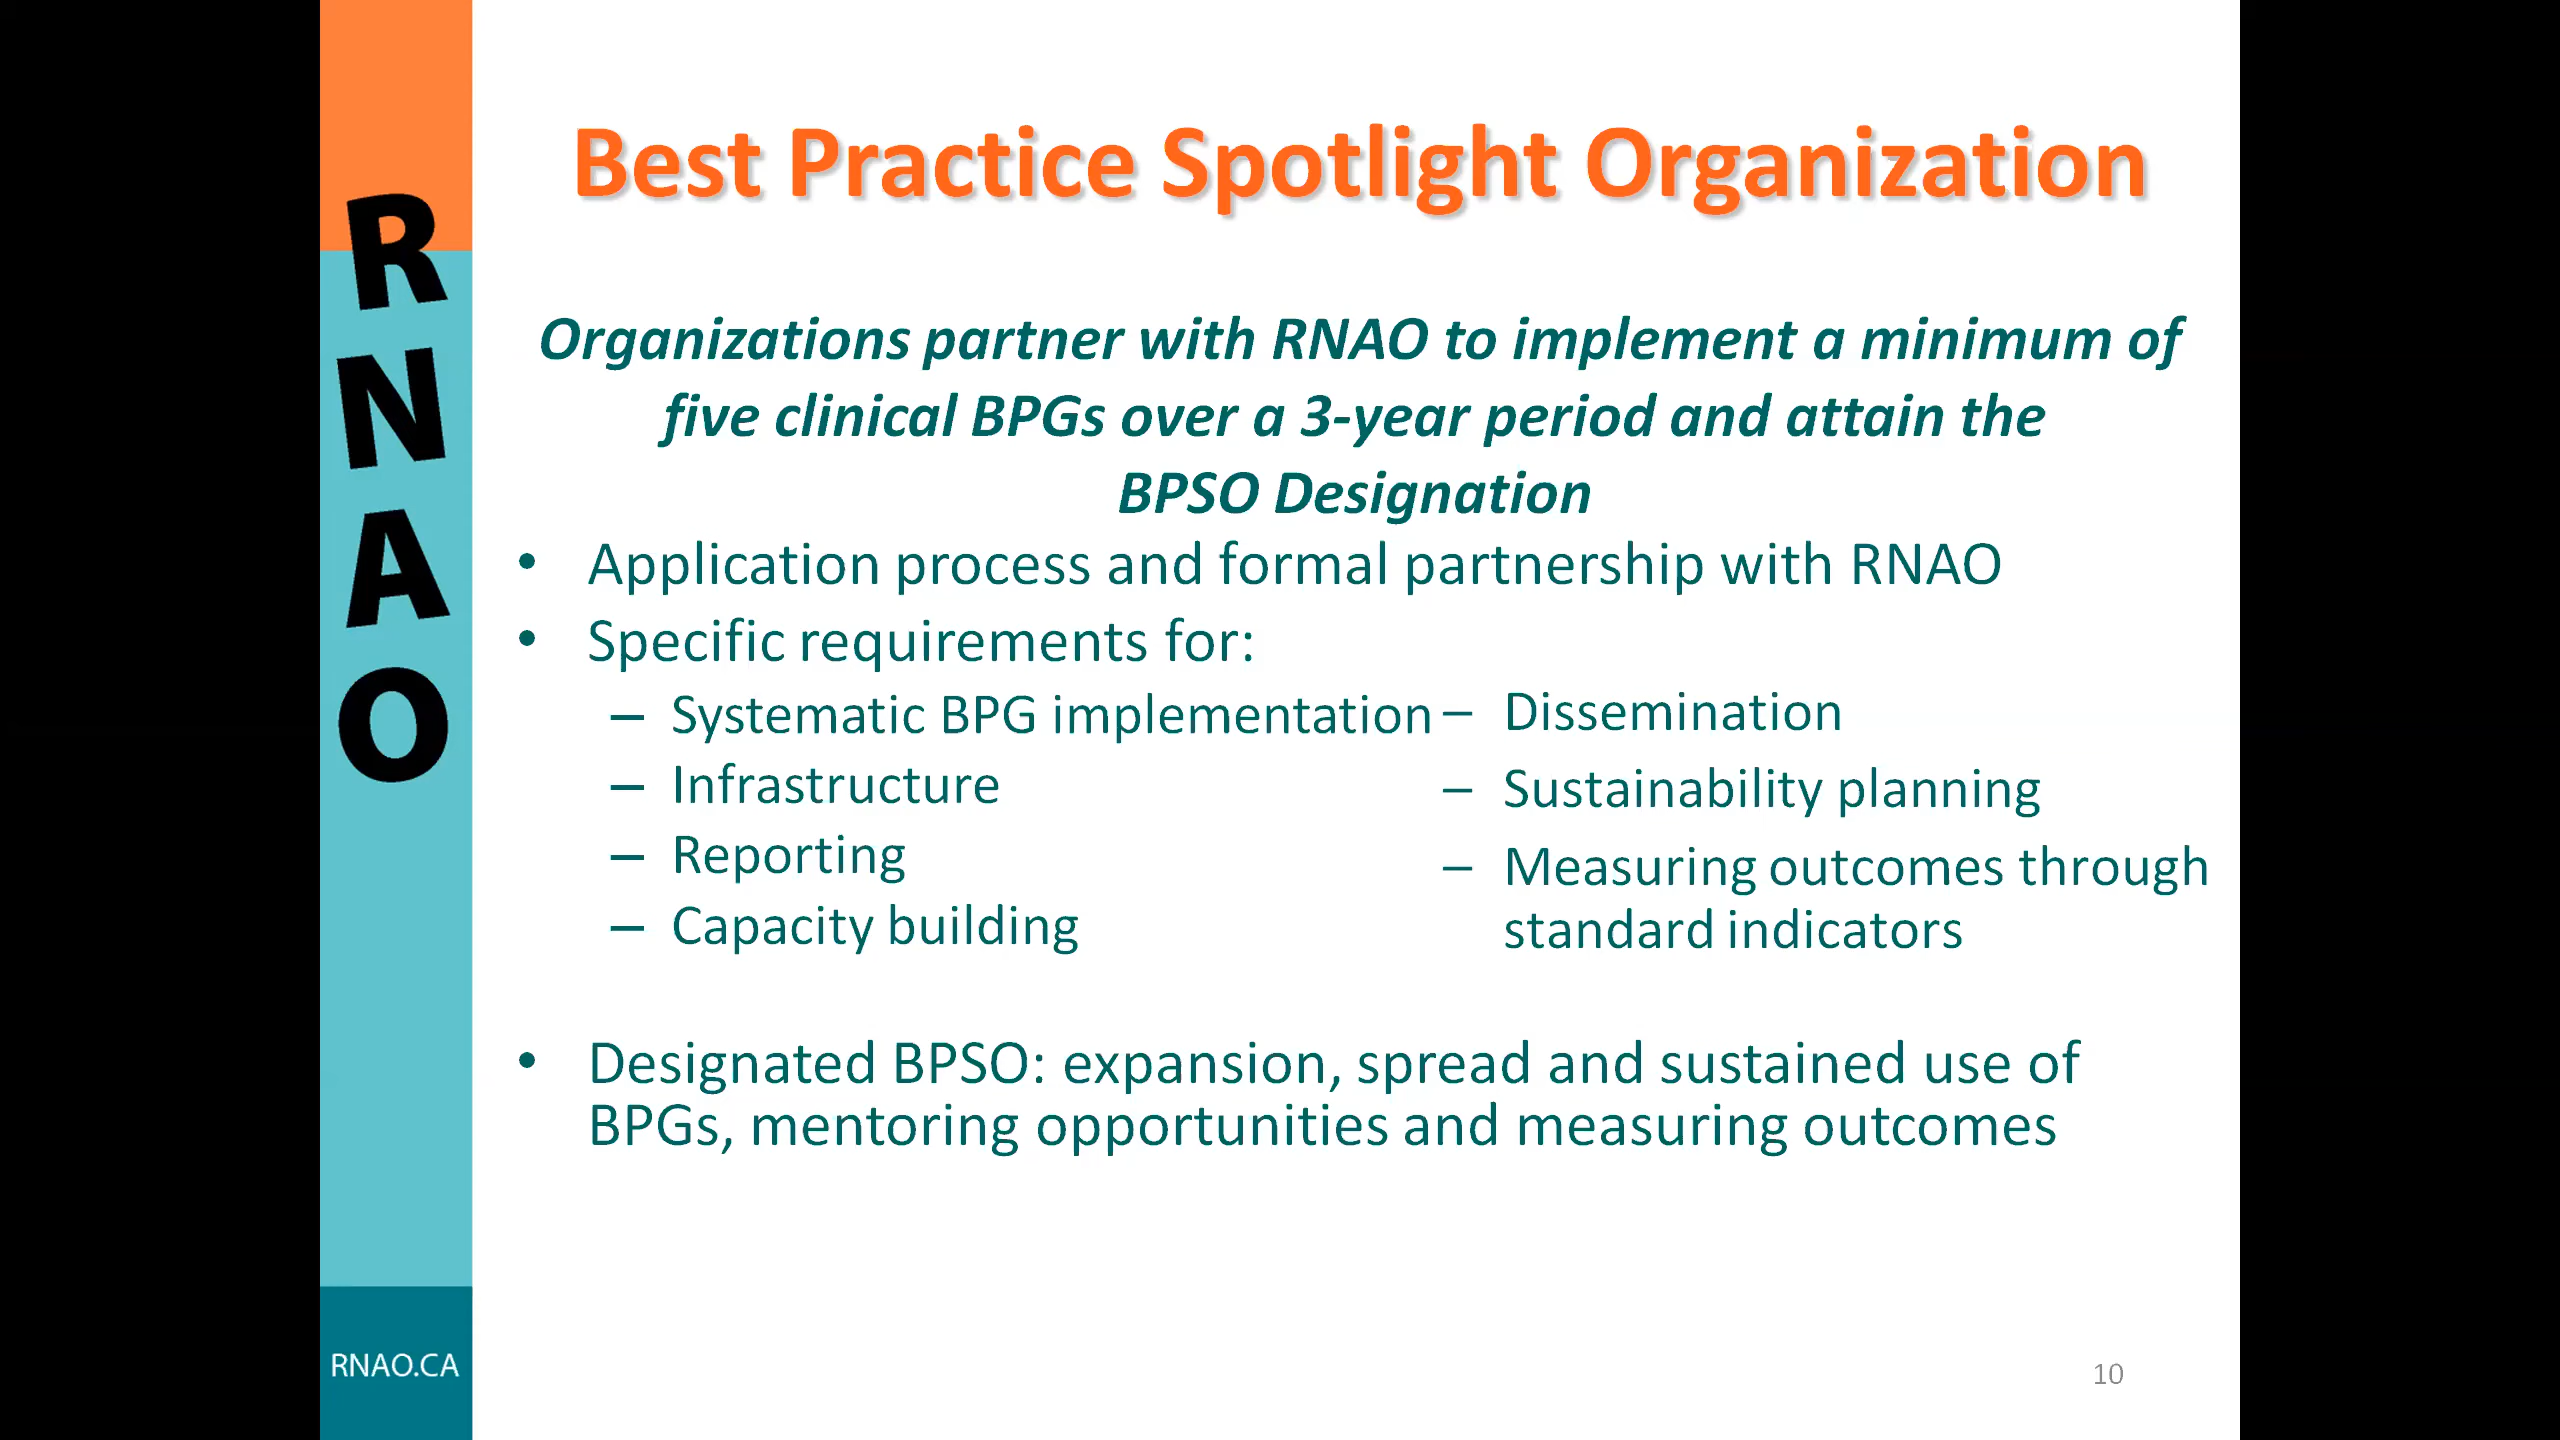 R
N
A
O
RNAO.CA
Best Practice Spotlight Organization
Organizations partner with RNAO to implement a minimum of
five clinical BPGs over a 3-year period and attain the
BPSO Designation
• Application process and formal partnership with RNAO
• Specific requirements for:
– Systematic BPG implementation
– Infrastructure
– Reporting
– Capacity building
– Dissemination
– Sustainability planning
– Measuring outcomes through
standard indicators
• Designated BPSO: expansion, spread and sustained use of
BPGs, mentoring opportunities and measuring outcomes
10